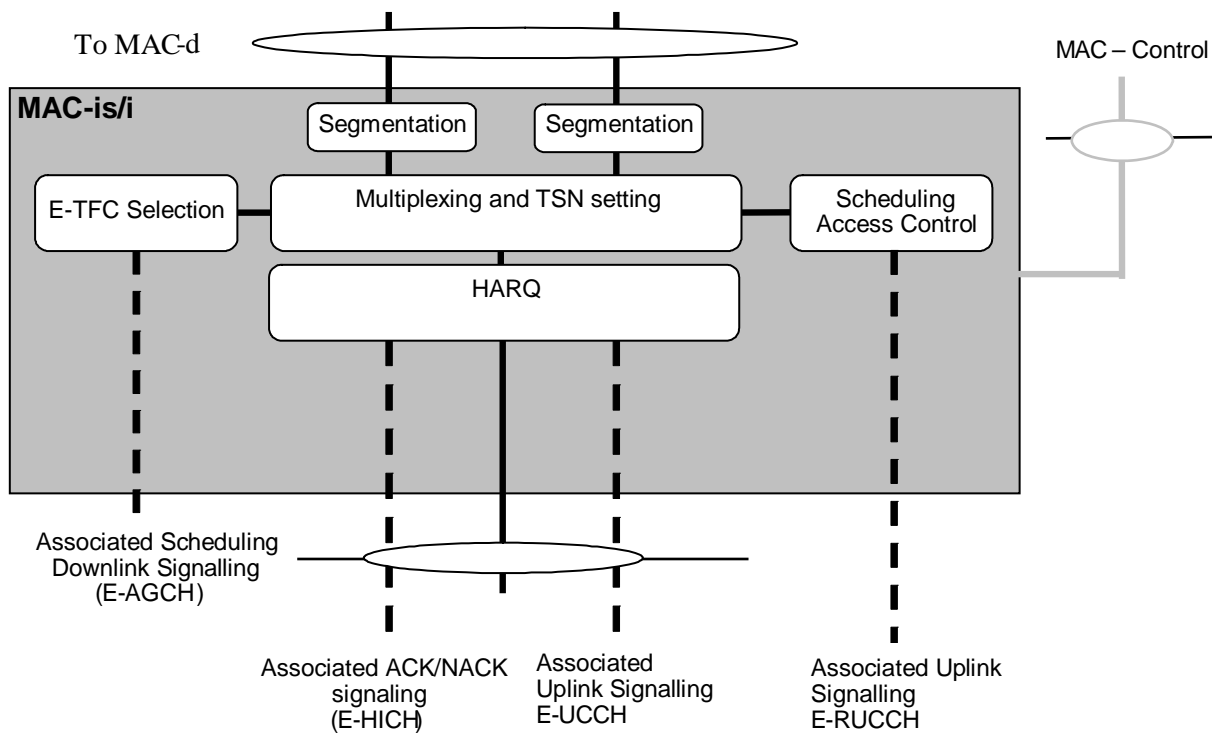 To MAC-d
MAC – Control
MAC-is/i
Segmentation
Segmentation
E-TFC Selection
Multiplexing and TSN setting
Scheduling
Access Control
HARQ
Associated Scheduling
Downlink Signalling
(E-AGCH)
Associated ACK/NACK
signaling
(E-HICH)
Associated
Uplink Signalling
E-UCCH
Associated Uplink
Signalling
E-RUCCH